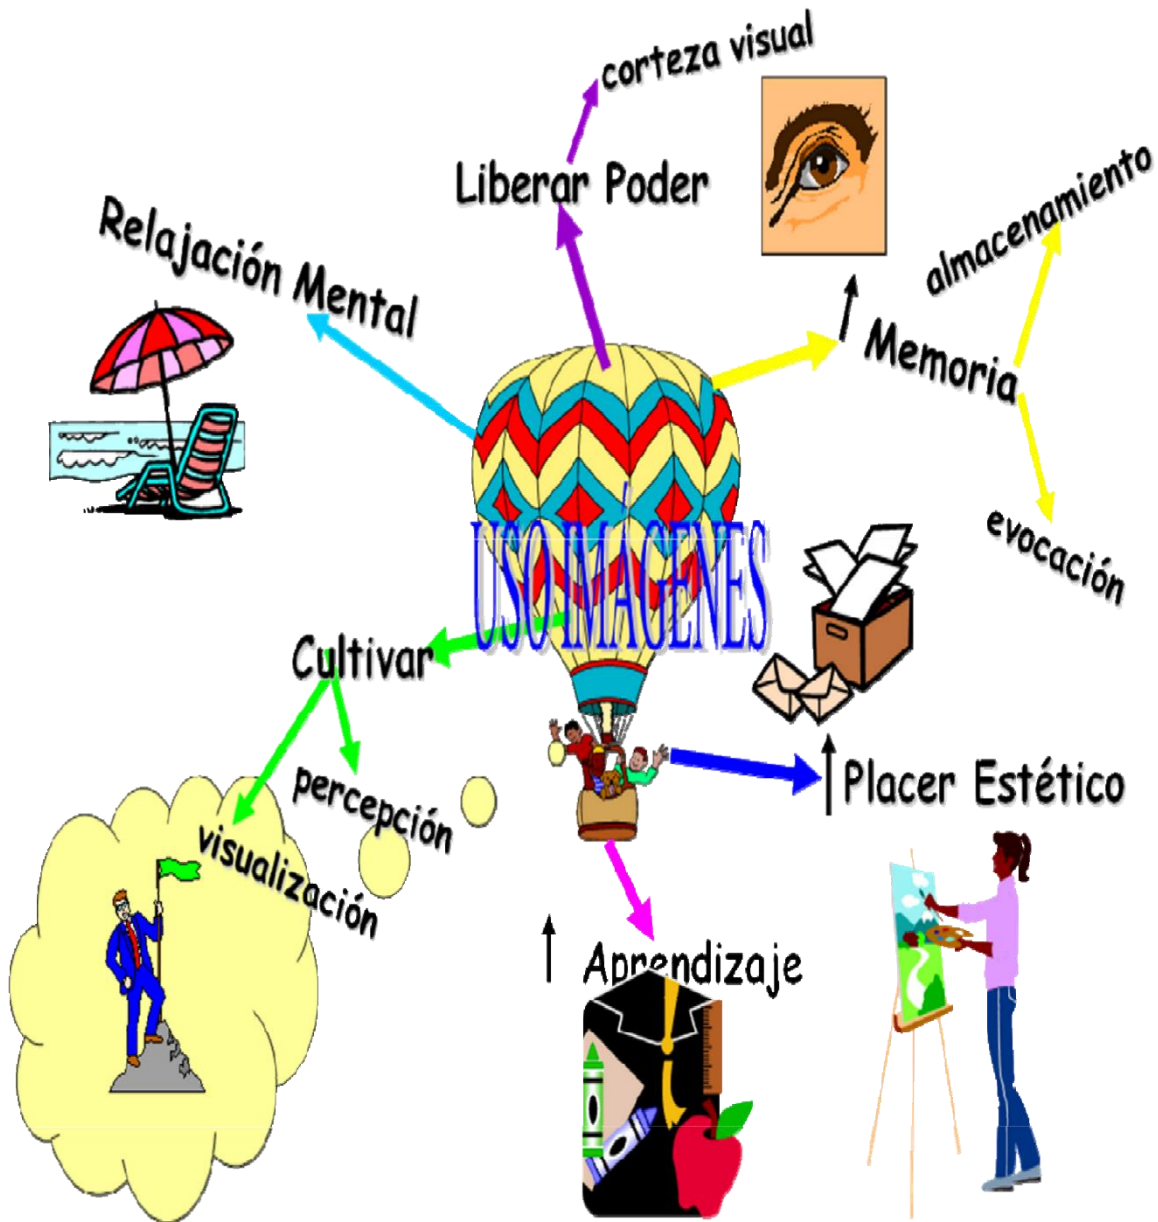 corteza visual
Liberar Poder
Relajación Mental
almacenamiento
Memoria
evocación
USO IMÁGENES
Cultivar
percepción
visualización
Placer Estético
Aprendizaje